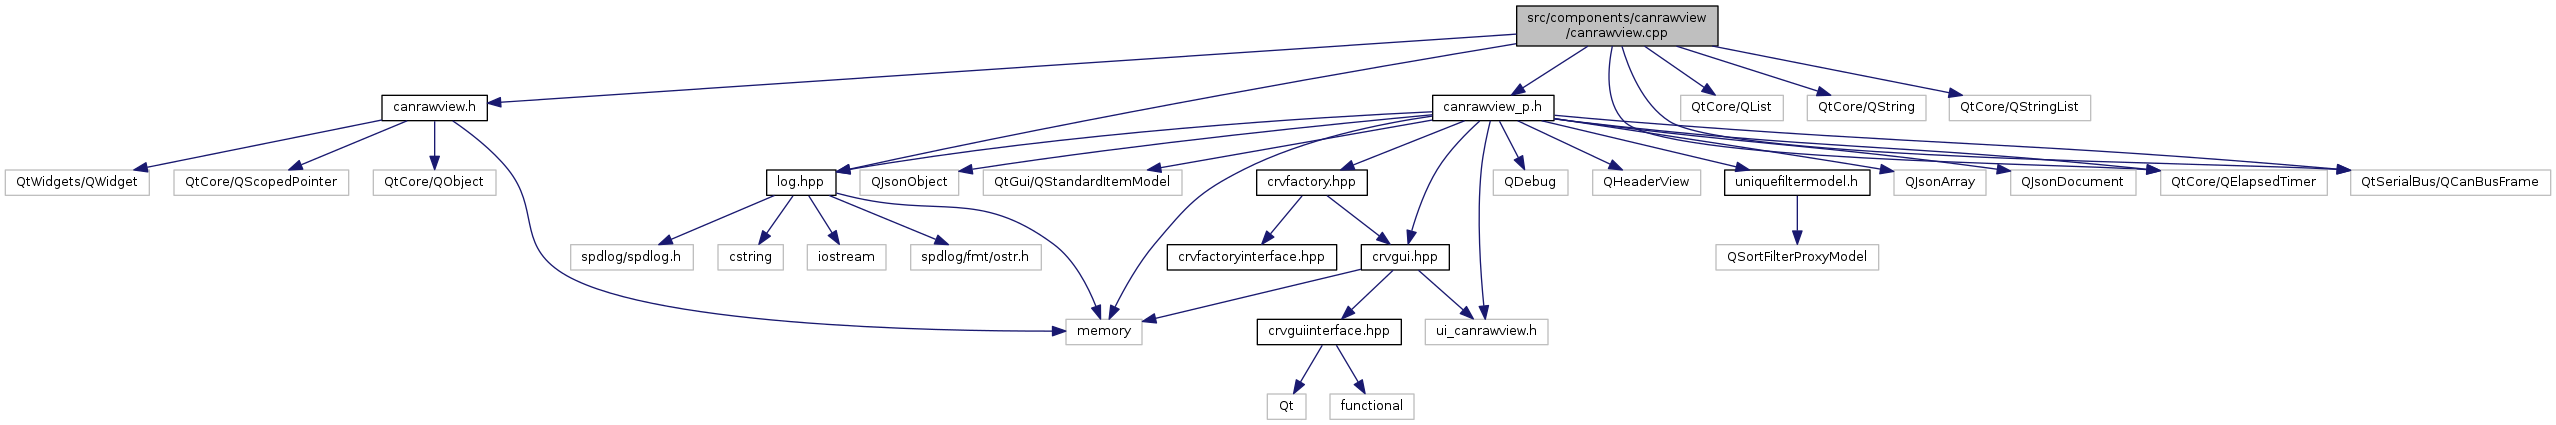 src/components/canrawview
/canrawview.cpp
canrawview.h
canrawview_p.h
QtCore/QList
QtCore/QString
QtCore/QStringList
QtWidgets/QWidget
QtCore/QScopedPointer
QtCore/QObject
log.hpp
QJsonObject
QtGui/QStandardItemModel
crvfactory.hpp
QDebug
QHeaderView
uniquefiltermodel.h
QJsonArray
QJsonDocument
QtCore/QElapsedTimer
QtSerialBus/QCanBusFrame
spdlog/spdlog.h
cstring
iostream
spdlog/fmt/ostr.h
crvfactoryinterface.hpp
crvgui.hpp
QSortFilterProxyModel
memory
crvguiinterface.hpp
ui_canrawview.h
Qt
functional